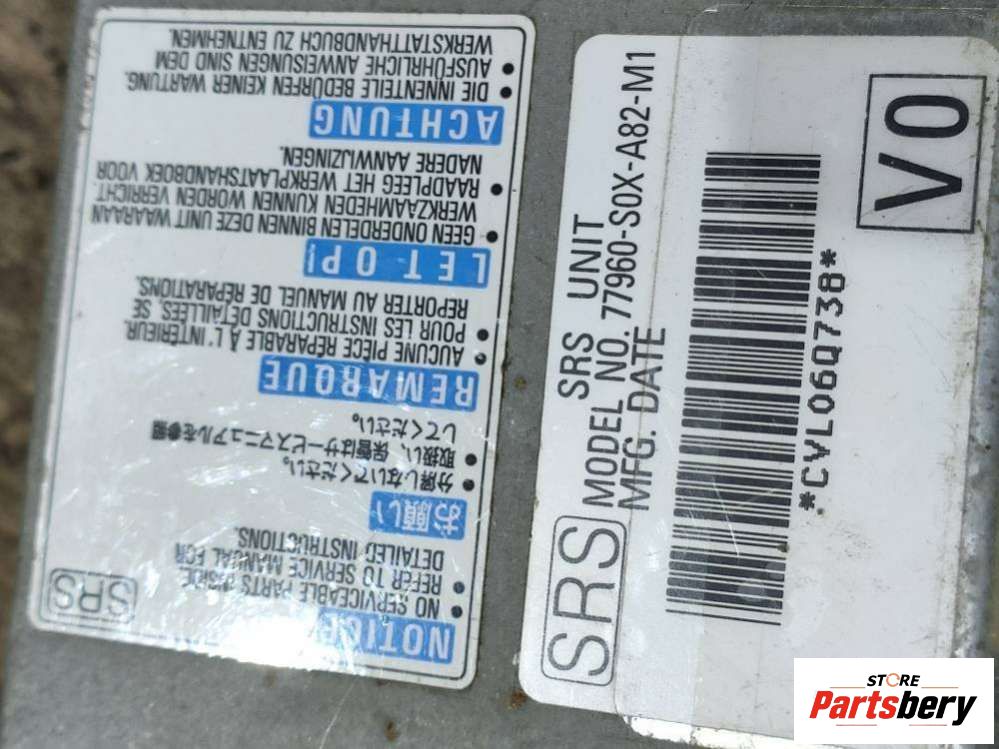 SRS
NOTICE
• NO SERVICEABLE PARTS INSIDE.
• REFER TO SERVICE MANUAL FOR
DETAILED INSTRUCTIONS.
お願い
• 分解しないでください。
• 取扱い、保管はサービスマニュアルを参照
してください。
REMARQUE
• AUCUNE PIÈCE RÉPARABLE À L'INTÉRIEUR.
• POUR LES INSTRUCTIONS DÉTAILLÉES, SE
REPORTER AU MANUEL DE RÉPARATIONS.
LET OP!
• GEEN ONDERDELEN BINNEN DEZE UNIT WAARAAN
WERKZAAMHEDEN KUNNEN WORDEN VERRICHT.
• RAADPLEEG HET WERKPLAATSHANDBOEK VOOR
NADERE AANWIJZINGEN.
ACHTUNG
• DIE INNENTEILE BEDÜRFEN KEINER WARTUNG.
• AUSFÜHRLICHE ANWEISUNGEN SIND DEM
WERKSTATTHANDBUCH ZU ENTNEHMEN.
SRS
SRS UNIT
MODEL NO. 77960-S0X-A82-M1
MFG. DATE
*CVL06Q738*
V0
STORE
Partsbery